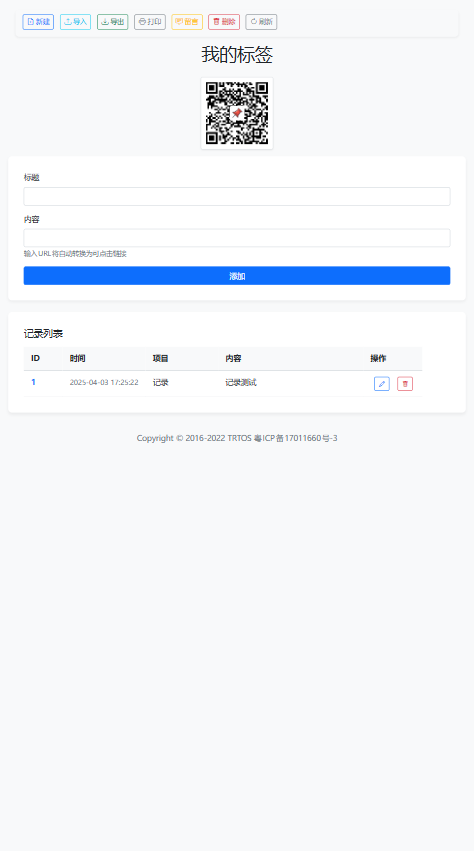 新建 导入 导出 打印 留言 删除 刷新
我的标签
标题
内容
输入URL将自动转换为可点击链接
添加
记录列表
ID 时间 项目 内容 操作
1 2025-04-03 17:25:22 记录 记录测试
Copyright © 2016-2022 TRTOS 粤ICP备17011660号-3